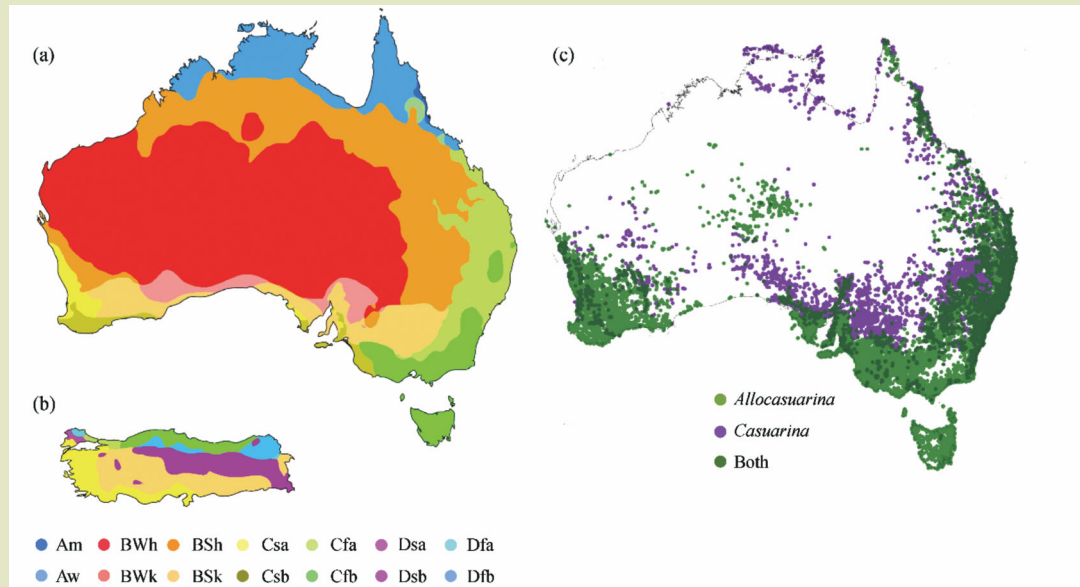 (a)
(c)
(b)
Allocasuarina
Casuarina
Both
Am BWh BSh Csa Cfa Dsa Dfa
Aw BWk BSk Csb Cfb Dsb Dfb